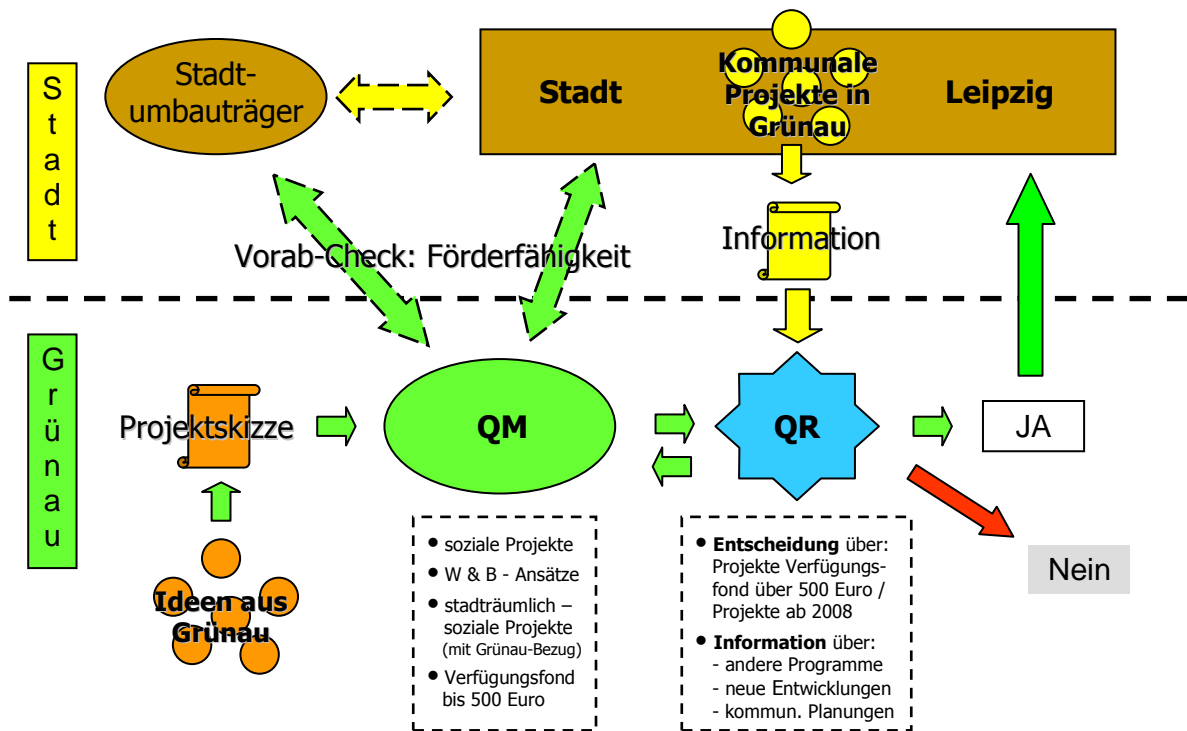 Stadt
Stadt-
umbauträger
Stadt
Kommunale
Projekte in
Grünau
Leipzig
Vorab-Check: Förderfähigkeit
Information
Grünau
Projektskizze
QM
QR
JA
Nein
Ideen aus
Grünau
• soziale Projekte
• W & B - Ansätze
• stadträumlich –
soziale Projekte
(mit Grünau-Bezug)
• Verfügungsfond
bis 500 Euro
• Entscheidung über:
Projekte Verfügungs-
fond über 500 Euro /
Projekte ab 2008
• Information über:
- andere Programme
- neue Entwicklungen
- kommun. Planungen